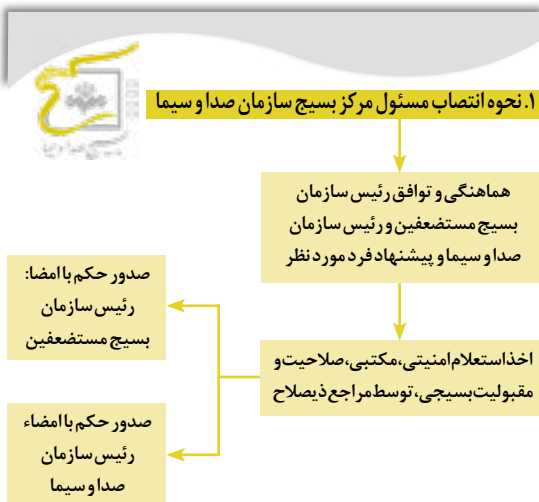 ۱. نحوه انتصاب مسئول مرکز بسیج سازمان صدا و سیما
هماهنگی و توافق رئیس سازمان
بسیج مستضعفین و رئیس سازمان
صدا و سیما و پیشنهاد فرد مورد نظر
اخذ استعلام امنیتی، مکتبی، صلاحیت و
مقبولیت بسیجی، توسط مراجع ذیصلاح
صدور حکم با امضا:
رئیس سازمان
بسیج مستضعفین
صدور حکم با امضاء
رئیس سازمان
صدا و سیما